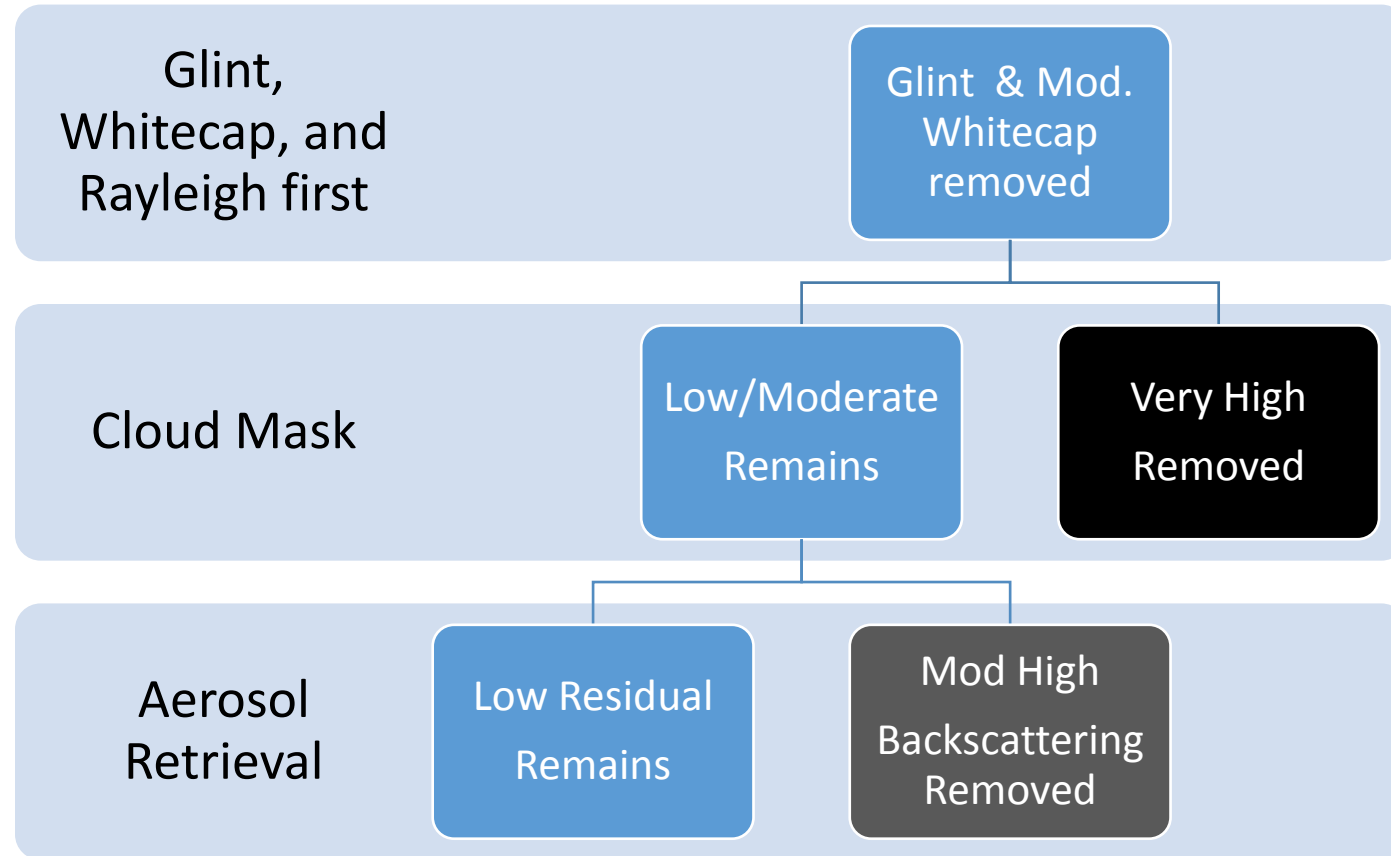 Glint,
Whitecap, and
Rayleigh first
Glint & Mod.
Whitecap
removed
Cloud Mask
Low/Moderate
Remains
Very High
Removed
Aerosol
Retrieval
Low Residual
Remains
Mod High
Backscattering
Removed